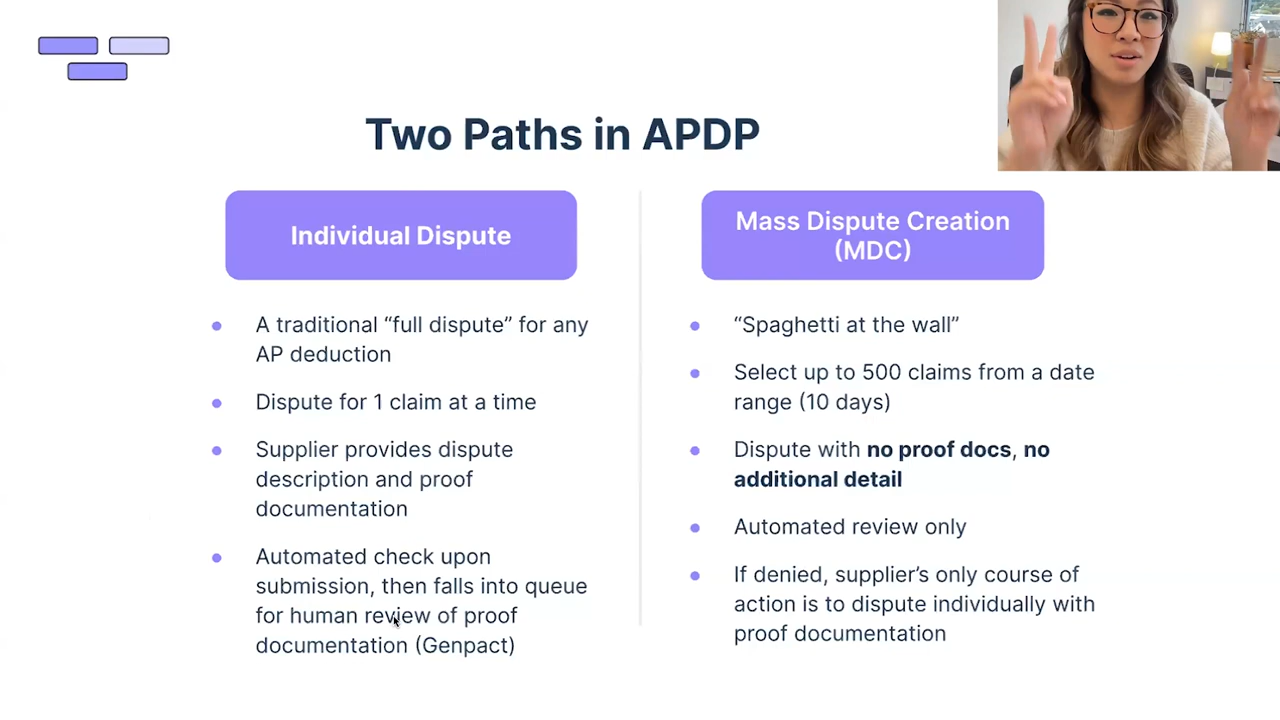 Two Paths in APDP
Individual Dispute
A traditional “full dispute” for any
AP deduction
Dispute for 1 claim at a time
Supplier provides dispute
description and proof
documentation
Automated check upon
submission, then falls into queue
for human review of proof
documentation (Genpact)
Mass Dispute Creation
(MDC)
“Spaghetti at the wall”
Select up to 500 claims from a date
range (10 days)
Dispute with no proof docs, no
additional detail
Automated review only
If denied, supplier’s only course of
action is to dispute individually with
proof documentation